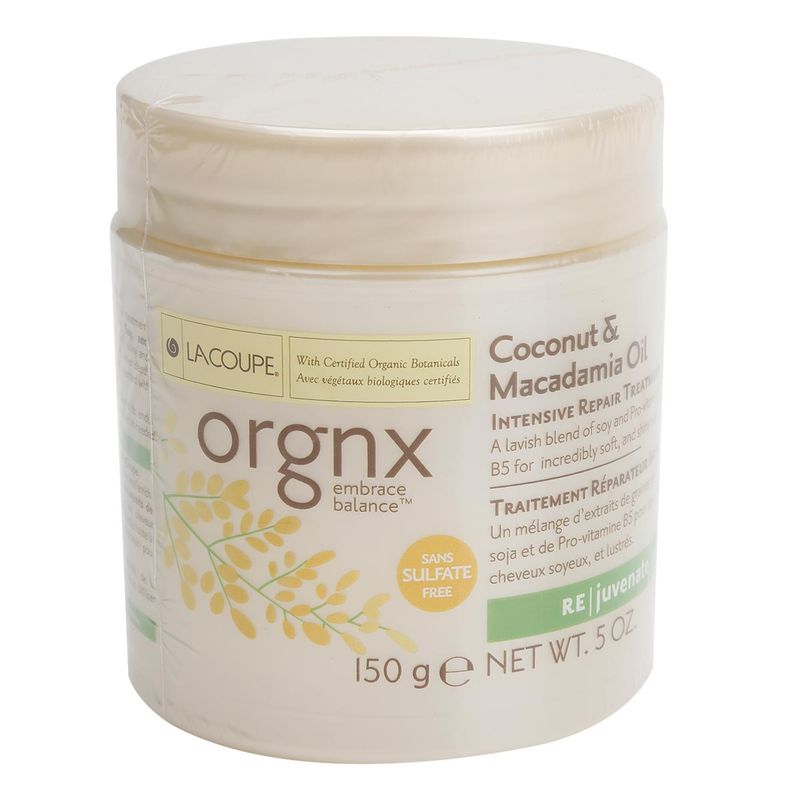 LACOUPE®
With Certified Organic Botanicals
Avec végétaux biologiques certifiés
orgnx
embrace
balance™
SANS
SULFATE
FREE
150 g e NET WT. 5 OZ.
Coconut &
Macadamia Oil
INTENSIVE REPAIR
A lavish blend of soy and
B5 for incredibly soft, and
TRAITEMENT RÉPARATEUR
Un mélange d'extraits de
soja et de Pro-vitamine B5
cheveux soyeux, et lustrés.
RE|juvenate